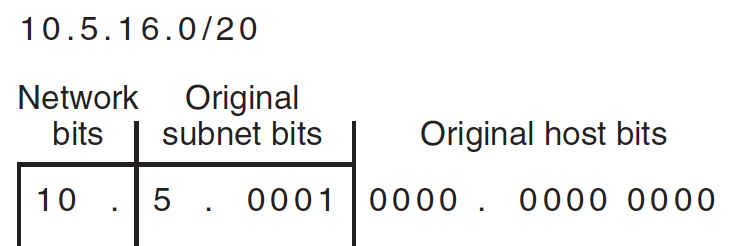 10.5.16.0/20
Network Original
bits subnet bits Original host bits
10 . 5 . 0001 0000 . 0000 0000